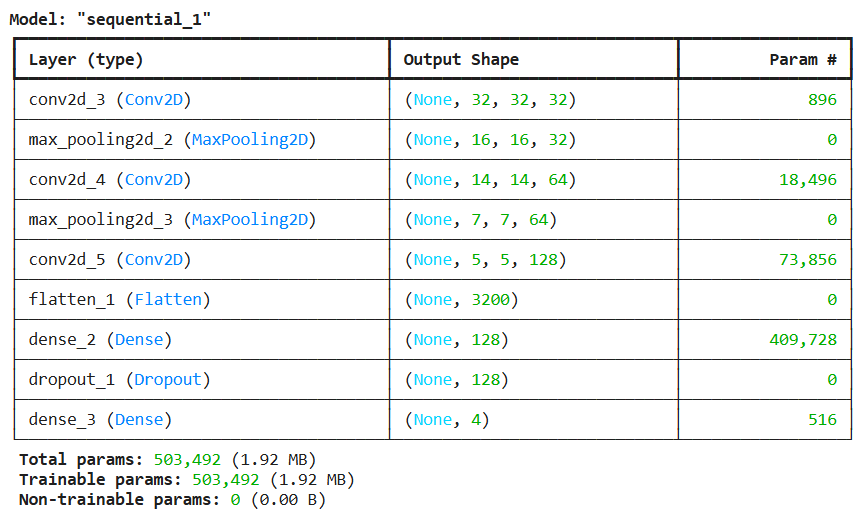 Model: "sequential_1"
Layer (type) Output Shape Param #
conv2d_3 (Conv2D) (None, 32, 32, 32) 896
max_pooling2d_2 (MaxPooling2D) (None, 16, 16, 32) 0
conv2d_4 (Conv2D) (None, 14, 14, 64) 18,496
max_pooling2d_3 (MaxPooling2D) (None, 7, 7, 64) 0
conv2d_5 (Conv2D) (None, 5, 5, 128) 73,856
flatten_1 (Flatten) (None, 3200) 0
dense_2 (Dense) (None, 128) 409,728
dropout_1 (Dropout) (None, 128) 0
dense_3 (Dense) (None, 4) 516
Total params: 503,492 (1.92 MB)
Trainable params: 503,492 (1.92 MB)
Non-trainable params: 0 (0.00 B)